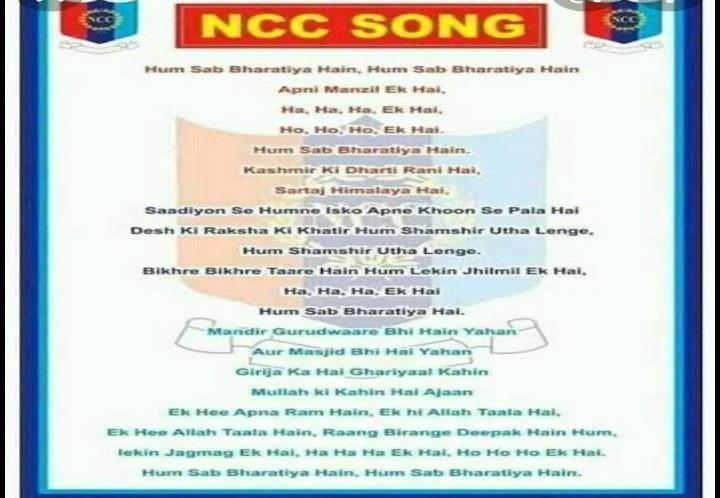 NCC SONG
NCC
NCC
Hum Sab Bharatiya Hain, Hum Sab Bharatiya Hain
Apni Manzil Ek Hai,
Ha, Ha, Ha, Ek Hai,
Ho, Ho, Ho, Ek Hai.
Hum Sab Bharatiya Hain.
Kashmir Ki Dharti Rani Hai,
Sartaj Himalaya Hai,
Saadiyon Se Humne Isko Apne Khoon Se Pala Hai
Desh Ki Raksha Ki Khatir Hum Shamshir Utha Lenge,
Hum Shamshir Utha Lenge.
Bikhre Bikhre Taare Hain Hum Lekin Jhilmil Ek Hai,
Ha, Ha, Ha, Ek Hai
Hum Sab Bharatiya Hai.
Mandir Gurudwaare Bhi Hain Yahan
Aur Masjid Bhi Hai Yahan
Girija Ka Hai Ghariyaal Kahin
Mullah ki Kahin Hai Ajaan
Ek Hee Apna Ram Hain, Ek hi Allah Taala Hai,
Ek Hee Allah Taala Hain, Raang Birange Deepak Hain Hum,
lekin Jagmag Ek Hai, Ha Ha Ha Ek Hai, Ho Ho Ho Ek Hai.
Hum Sab Bharatiya Hain, Hum Sab Bharatiya Hain.
NCC